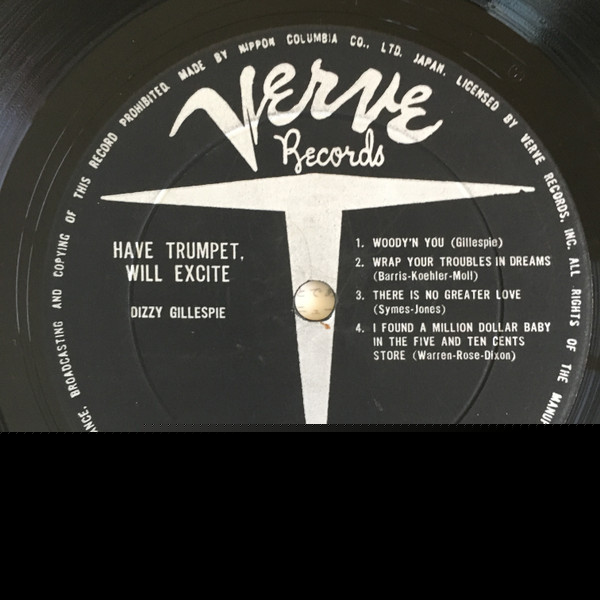 ANCE, BROADCASTING AND COPYING OF THIS RECORD PROHIBITED. MADE BY NIPPON COLUMBIA CO., LTD. JAPAN. LICENSED BY VERVE RECORDS, INC. ALL RIGHTS OF THE MANUF
Verve
Records
HAVE TRUMPET,
WILL EXCITE
DIZZY GILLESPIE
1. WOODY'N YOU (Gillespie)
2. WRAP YOUR TROUBLES IN DREAMS
(Barris-Koehler-Moll)
3. THERE IS NO GREATER LOVE
(Symes-Jones)
4. I FOUND A MILLION DOLLAR BABY
IN THE FIVE AND TEN CENTS
STORE (Warren-Rose-Dixon)